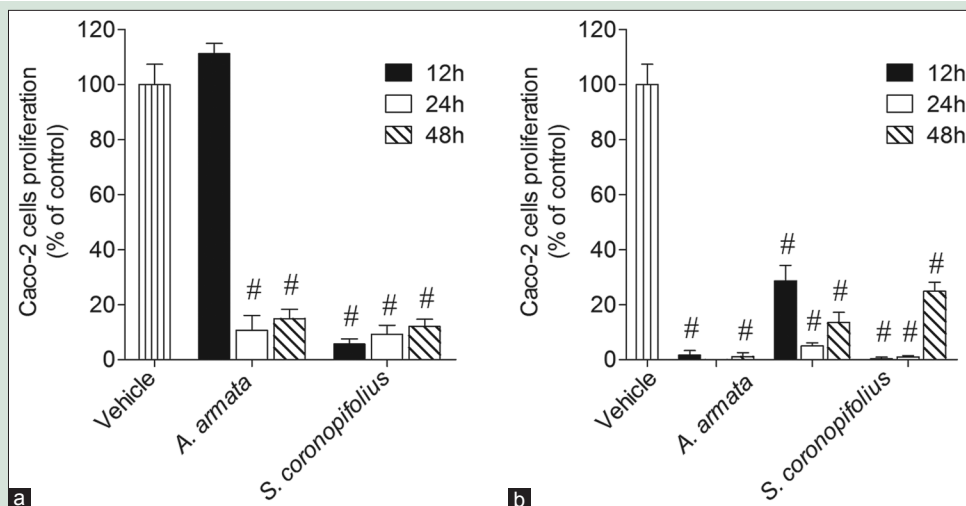 Caco-2 cells proliferation
(% of control)
120
100
80
60
40
20
0
12h
24h
48h
# # # # #
Vehicle
A. armata
S. coronopifolius
a
Caco-2 cells proliferation
(% of control)
120
100
80
60
40
20
0
12h
24h
48h
# # # # # # # #
Vehicle
A. armata
S. coronopifolius
b